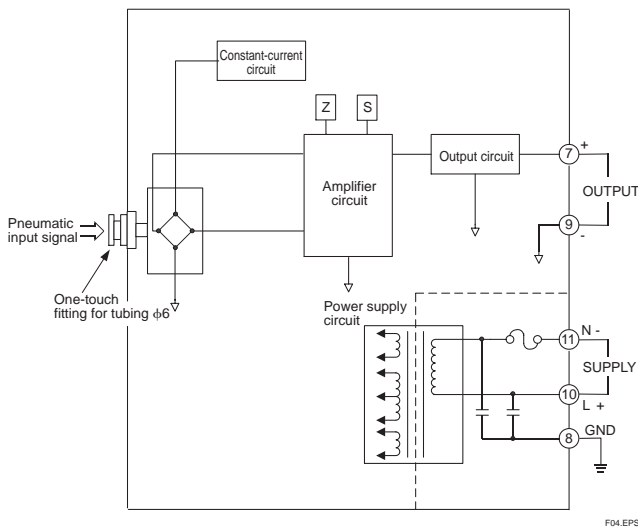 Constant-current
circuit
Z
S
Amplifier
circuit
Output circuit
7
+
OUTPUT
9
-
Pneumatic
input signal
One-touch
fitting for tubing ϕ6
Power supply
circuit
11
N -
SUPPLY
10
L +
8
GND
F04.EPS